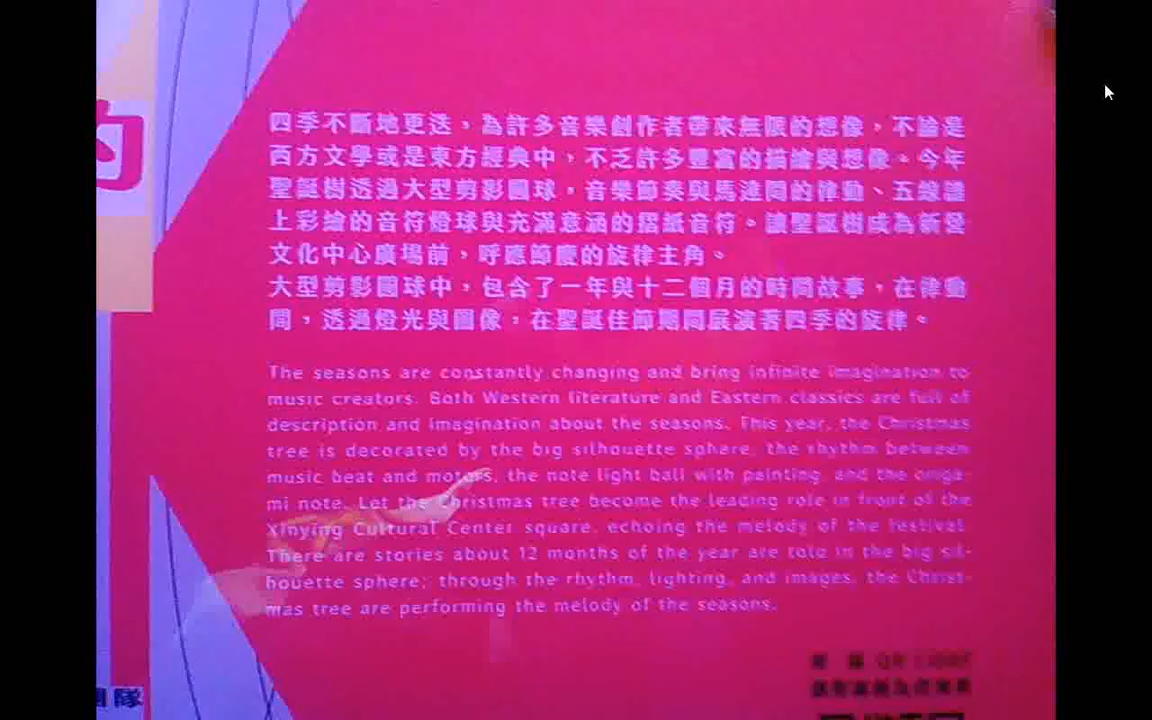 的
四季不斷地更迭，為許多音樂創作者帶來無限的想像，不論是
西方文學或是東方經典中，不乏許多豐富的描繪與想像。今年
聖誕樹透過大型剪影圓球，音樂節奏與馬達間的律動、五線譜
上彩繪的音符燈球與充滿意涵的摺紙音符。讓聖誕樹成為新營
文化中心廣場前，呼應節慶的旋律主角。
大型剪影圓球中，包含了一年與十二個月的時間故事，在律動
間，透過燈光與圖像，在聖誕佳節期間展演著四季的旋律。
The seasons are constantly changing and bring infinite imagination to
music creators. Both Western literature and Eastern classics are full of
description and imagination about the seasons. This year, the Christmas
tree is decorated by the big silhouette sphere, the rhythm between
music beat and motors, the note light ball with painting, and the origa-
mi note. Let the Christmas tree become the leading role in front of the
Xinying Cultural Center square, echoing the melody of the festival.
There are stories about 12 months of the year are told in the big sil-
houette sphere; through the rhythm, lighting, and images, the Christ-
mas tree are performing the melody of the seasons.
團隊